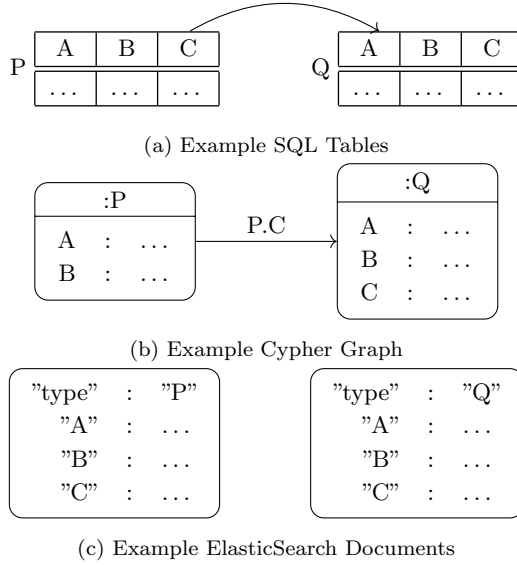 P A B C Q A B C
... ... ... ... ... ...
(a) Example SQL Tables
:P :Q
P.C
A : ... A : ...
B : ... B : ...
C : ...
(b) Example Cypher Graph
"type" : "P" "type" : "Q"
"A" : ... "A" : ...
"B" : ... "B" : ...
"C" : ... "C" : ...
(c) Example ElasticSearch Documents